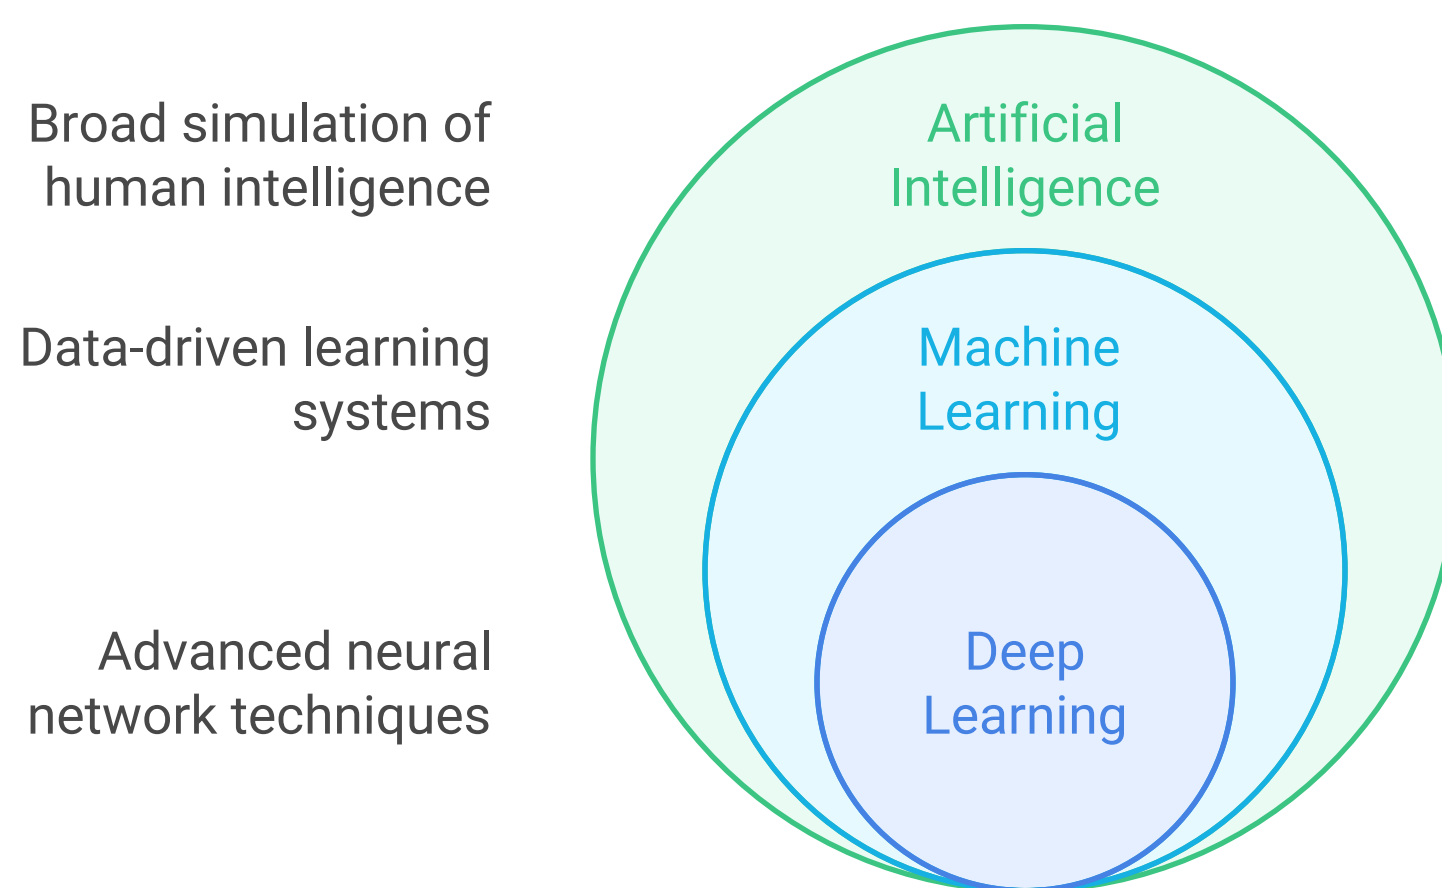 Broad simulation of
human intelligence
Artificial
Intelligence
Data-driven learning
systems
Machine
Learning
Advanced neural
network techniques
Deep
Learning